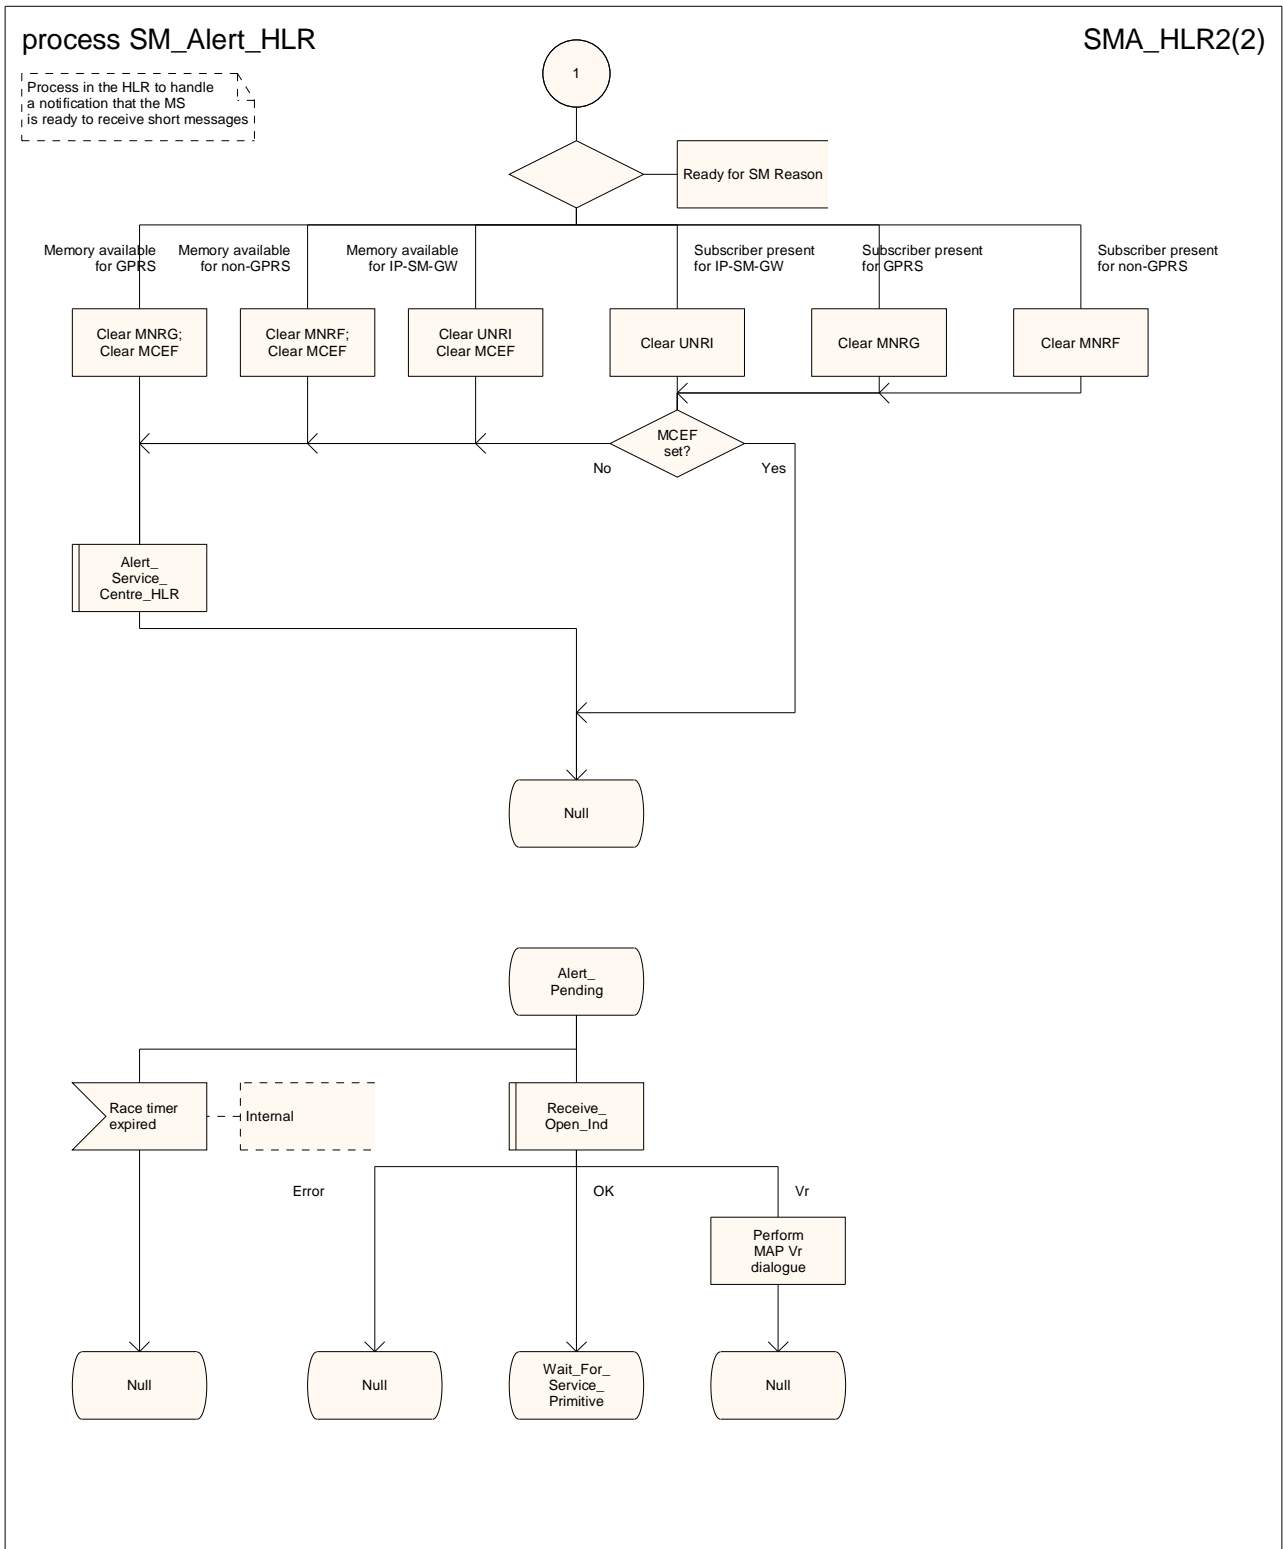 process SM_Alert_HLR
SMA_HLR2(2)
Process in the HLR to handle
a notification that the MS
is ready to receive short messages
1
Ready for SM Reason
Memory available
for GPRS
Memory available
for non-GPRS
Memory available
for IP-SM-GW
Subscriber present
for IP-SM-GW
Subscriber present
for GPRS
Subscriber present
for non-GPRS
Clear MNRG;
Clear MCEF
Clear MNRF;
Clear MCEF
Clear UNRI
Clear MCEF
Clear UNRI
Clear MNRG
Clear MNRF
MCEF
set?
No
Yes
Alert_
Service_
Centre_HLR
Null
Alert_
Pending
Race timer
expired
Internal
Receive_
Open_Ind
Error
OK
Vr
Perform
MAP Vr
dialogue
Null
Null
Wait_For_
Service_
Primitive
Null